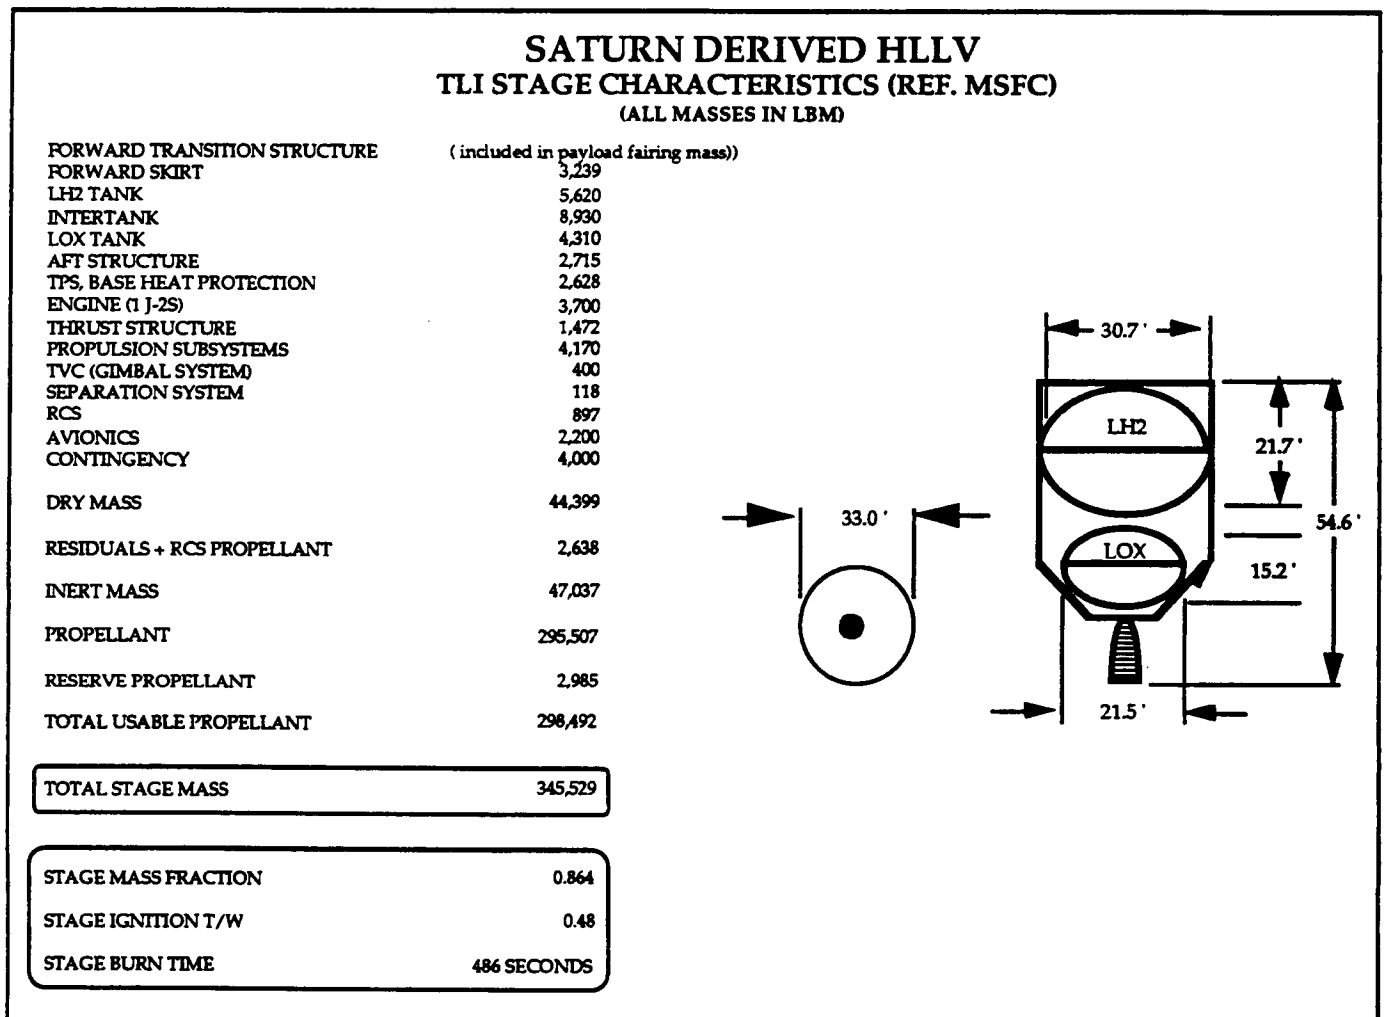 SATURN DERIVED HLLV
TLI STAGE CHARACTERISTICS (REF. MSFC)
(ALL MASSES IN LBM)
FORWARD TRANSITION STRUCTURE (included in payload fairing mass))
FORWARD SKIRT 3,239
LH2 TANK 5,620
INTERTANK 8,930
LOX TANK 4,310
AFT STRUCTURE 2,715
TPS, BASE HEAT PROTECTION 2,628
ENGINE (1 J-2S) 3,700
THRUST STRUCTURE 1,472
PROPULSION SUBSYSTEMS 4,170
TVC (GIMBAL SYSTEM) 400
SEPARATION SYSTEM 118
RCS 897
AVIONICS 2,200
CONTINGENCY 4,000
DRY MASS 44,399
RESIDUALS + RCS PROPELLANT 2,638
INERT MASS 47,037
PROPELLANT 295,507
RESERVE PROPELLANT 2,985
TOTAL USABLE PROPELLANT 298,492
TOTAL STAGE MASS 345,529
STAGE MASS FRACTION 0.864
STAGE IGNITION T/W 0.48
STAGE BURN TIME 486 SECONDS
33.0 '
30.7 '
LH2
21.7 '
54.6 '
LOX
15.2 '
21.5 '